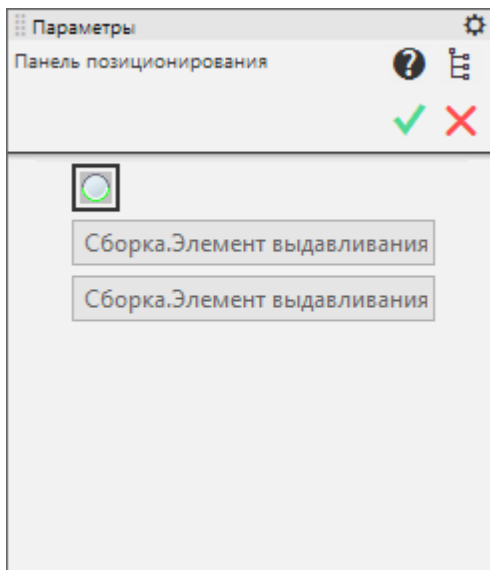 Параметры
Панель позиционирования
?
Сборка.Элемент выдавливания
Сборка.Элемент выдавливания